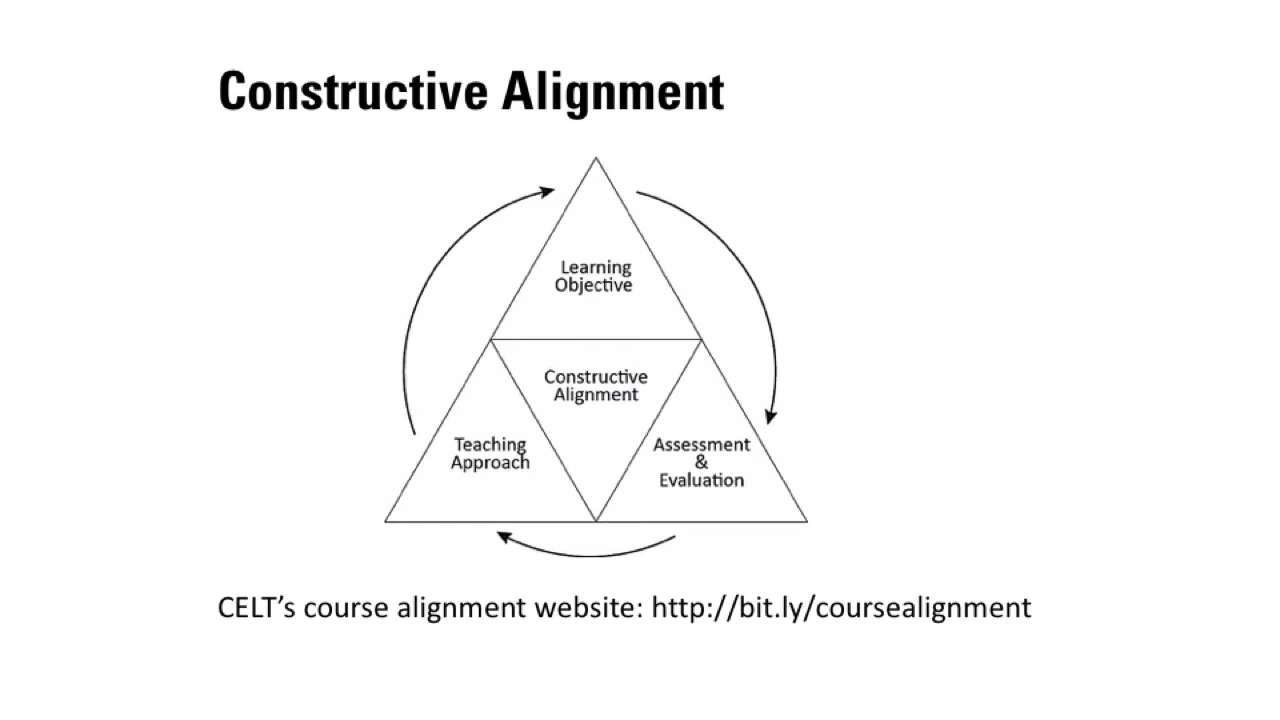 Constructive Alignment
Learning
Objective
Constructive
Alignment
Teaching
Approach
Assessment
&
Evaluation
CELT’s course alignment website: http://bit.ly/coursealignment